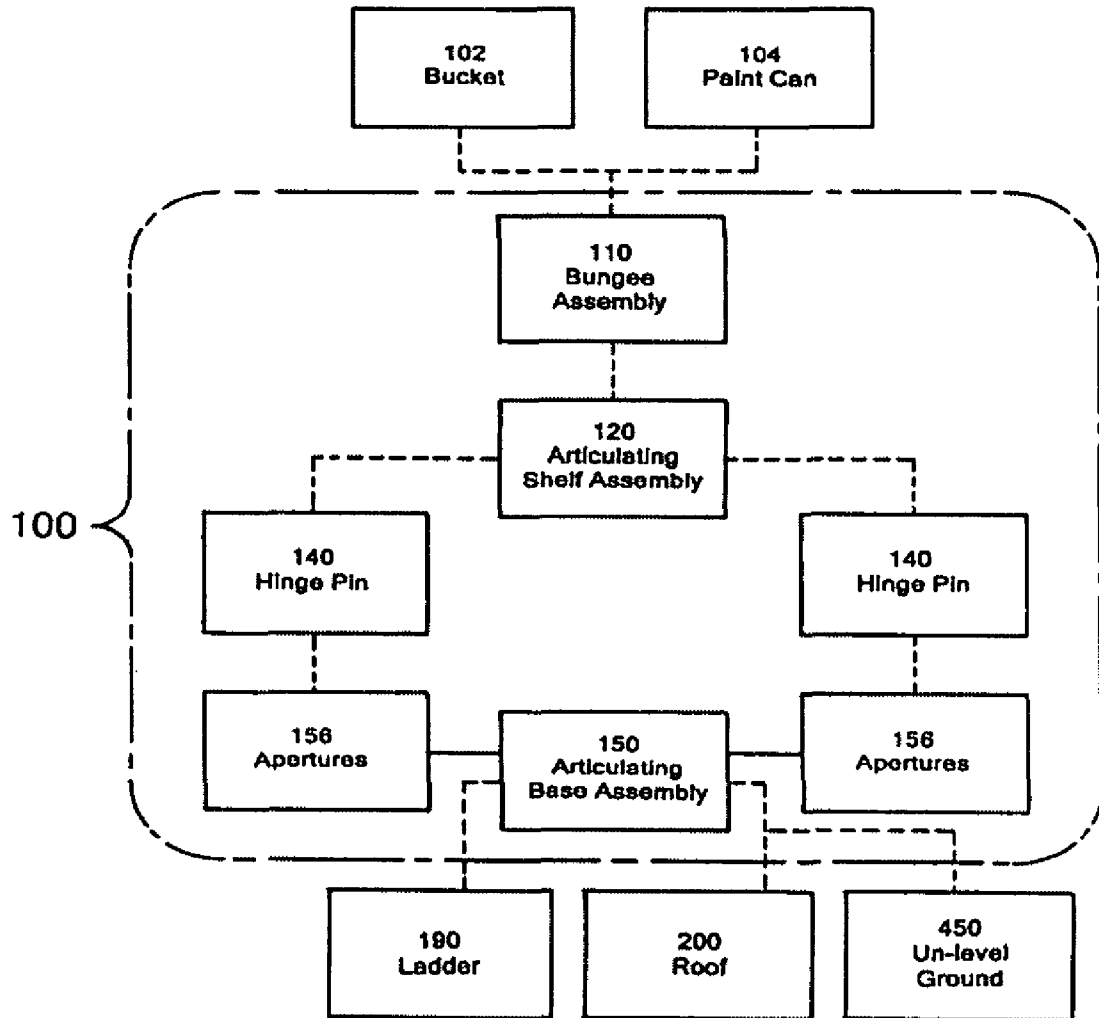 102
Bucket
104
Paint Can
110
Bungee
Assembly
120
Articulating
Shelf Assembly
100
140
Hinge Pin
140
Hinge Pin
156
Apertures
150
Articulating
Base Assembly
156
Apertures
190
Ladder
200
Roof
450
Un-level
Ground